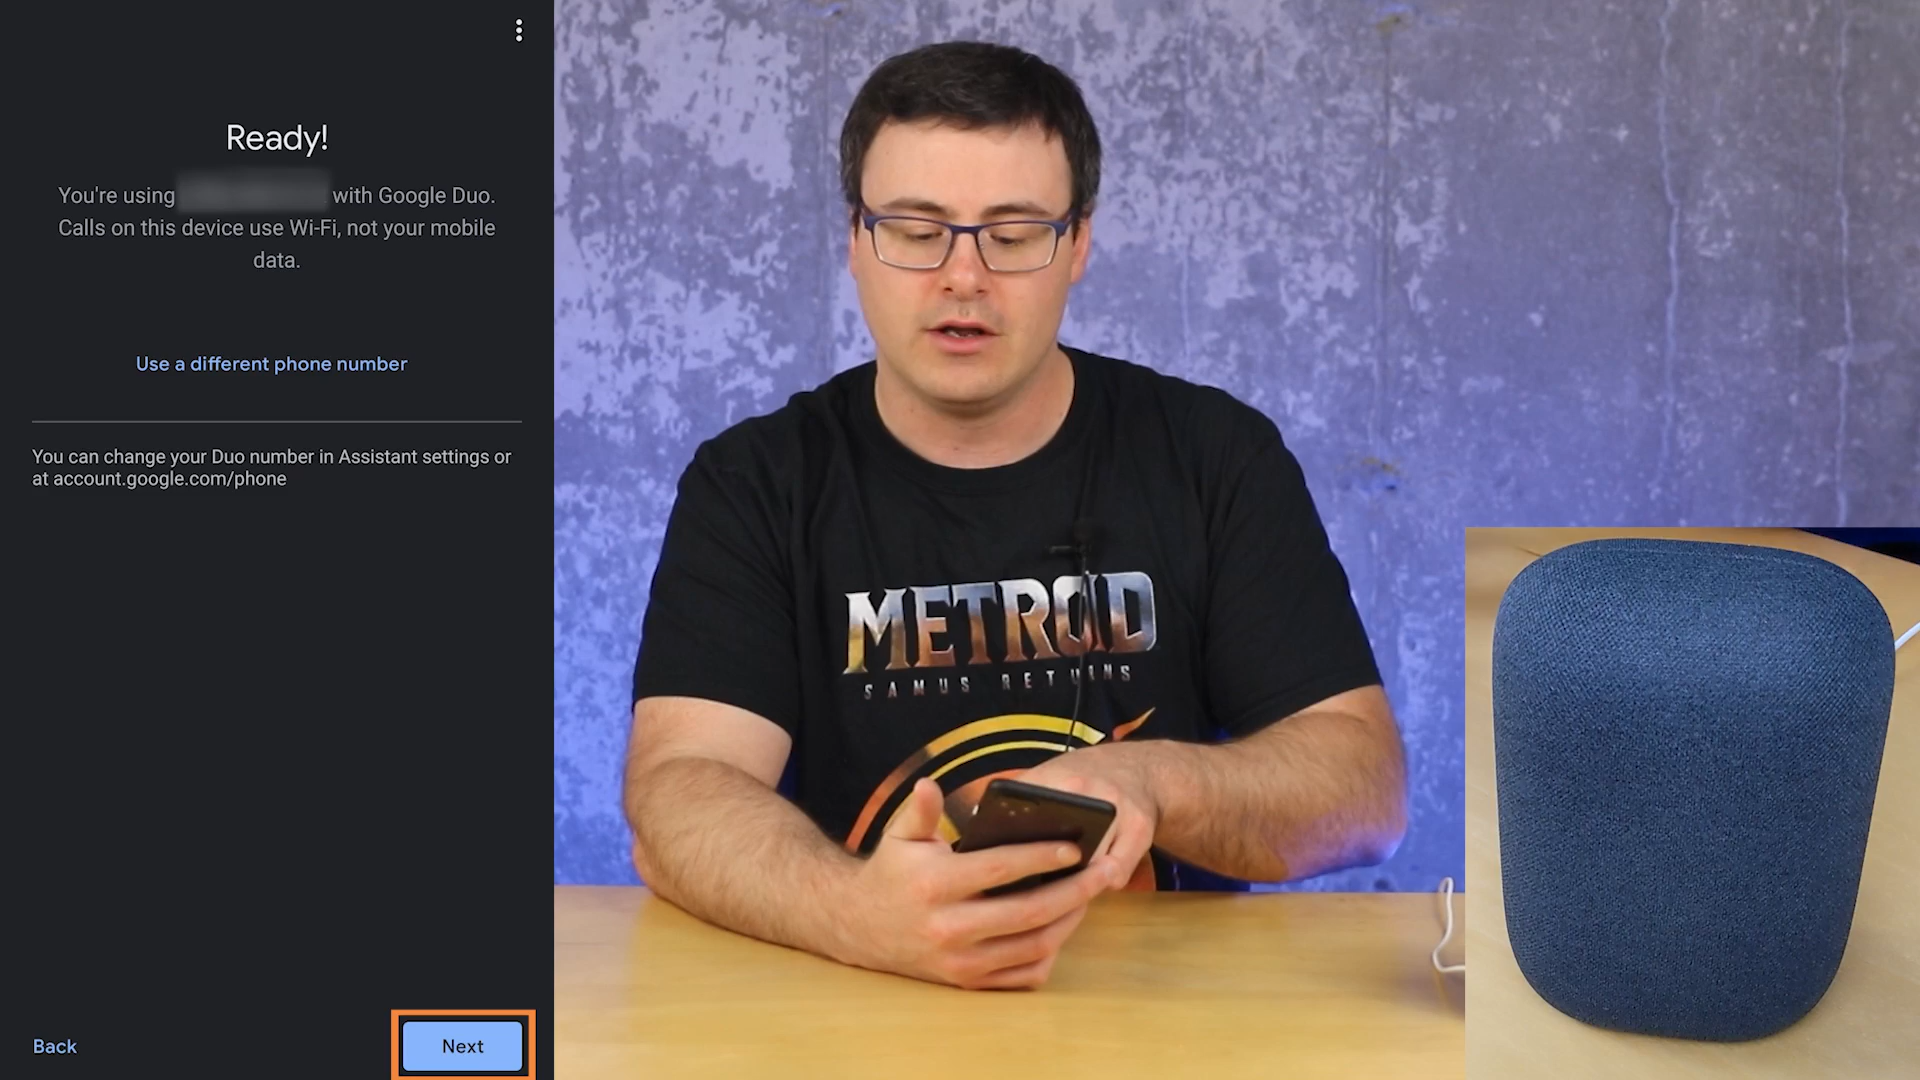 Ready!
You're using with Google Duo.
Calls on this device use Wi-Fi, not your mobile
data.
Use a different phone number
You can change your Duo number in Assistant settings or
at account.google.com/phone
Back
Next
METROID
SAMUS RETURNS